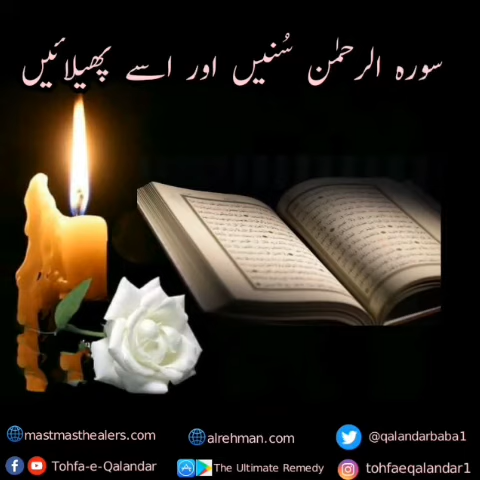 سورہ الرحمٰن سُنیں اور اسے پھیلائیں
mastmasthealers.com
alrehman.com
@qalandarbaba1
Tohfa-e-Qalandar
The Ultimate Remedy
tohfaeqalandar1